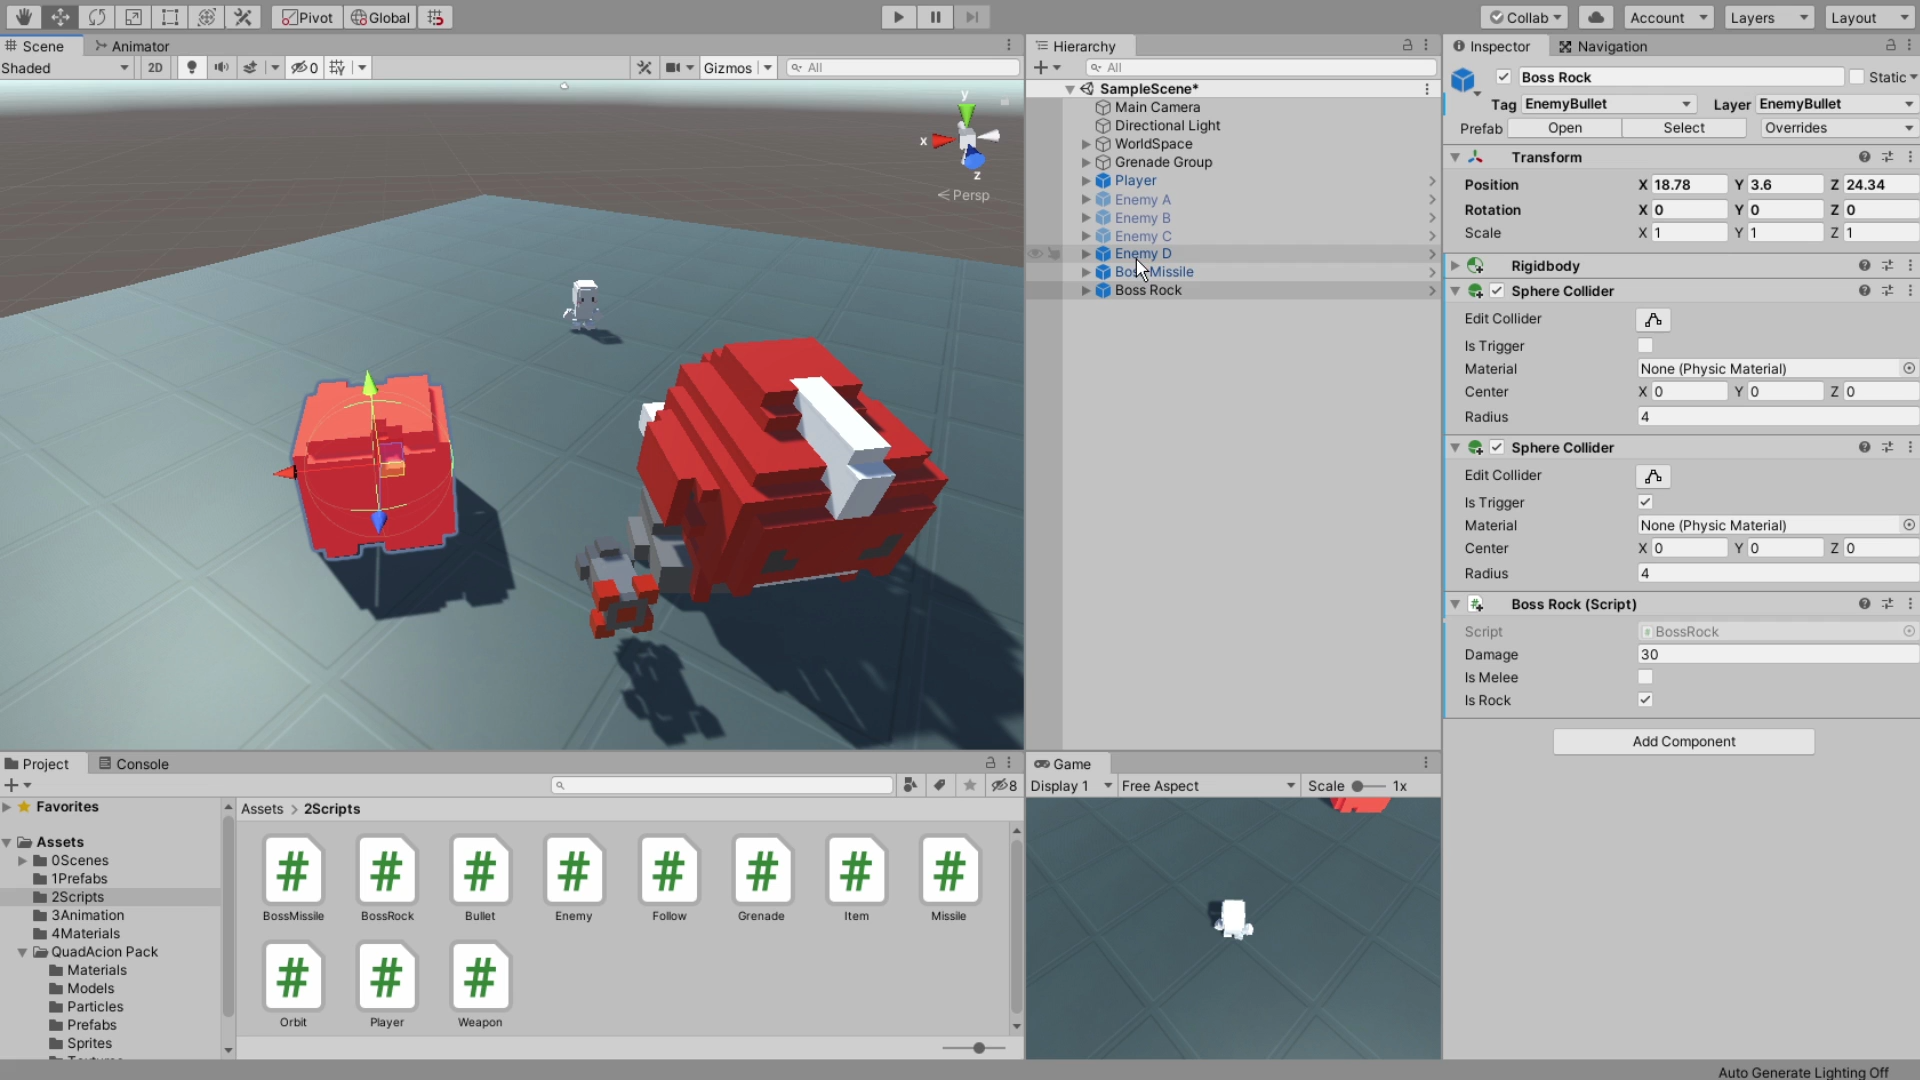 Pivot Global
Collab Account Layers Layout
Scene Animator
Shaded 2D 0 Gizmos All
y
x
z
Persp
Hierarchy
All
SampleScene*
Main Camera
Directional Light
WorldSpace
Grenade Group
Player
Enemy A
Enemy B
Enemy C
Enemy D
Boss Missile
Boss Rock
Inspector Navigation
Boss Rock Static
Tag EnemyBullet Layer EnemyBullet
Prefab Open Select Overrides
Transform
Position X 18.78 Y 3.6 Z 24.34
Rotation X 0 Y 0 Z 0
Scale X 1 Y 1 Z 1
Rigidbody
Sphere Collider
Edit Collider
Is Trigger
Material None (Physic Material)
Center X 0 Y 0 Z 0
Radius 4
Sphere Collider
Edit Collider
Is Trigger
Material None (Physic Material)
Center X 0 Y 0 Z 0
Radius 4
Boss Rock (Script)
Script BossRock
Damage 30
Is Melee
Is Rock
Add Component
Project Console
8
Favorites
Assets
0Scenes
1Prefabs
2Scripts
3Animation
4Materials
QuadAcion Pack
Materials
Models
Particles
Prefabs
Sprites
Assets > 2Scripts
BossMissile BossRock Bullet Enemy Follow Grenade Item Missile
Orbit Player Weapon
Game
Display 1 Free Aspect Scale 1x
Auto Generate Lighting Off